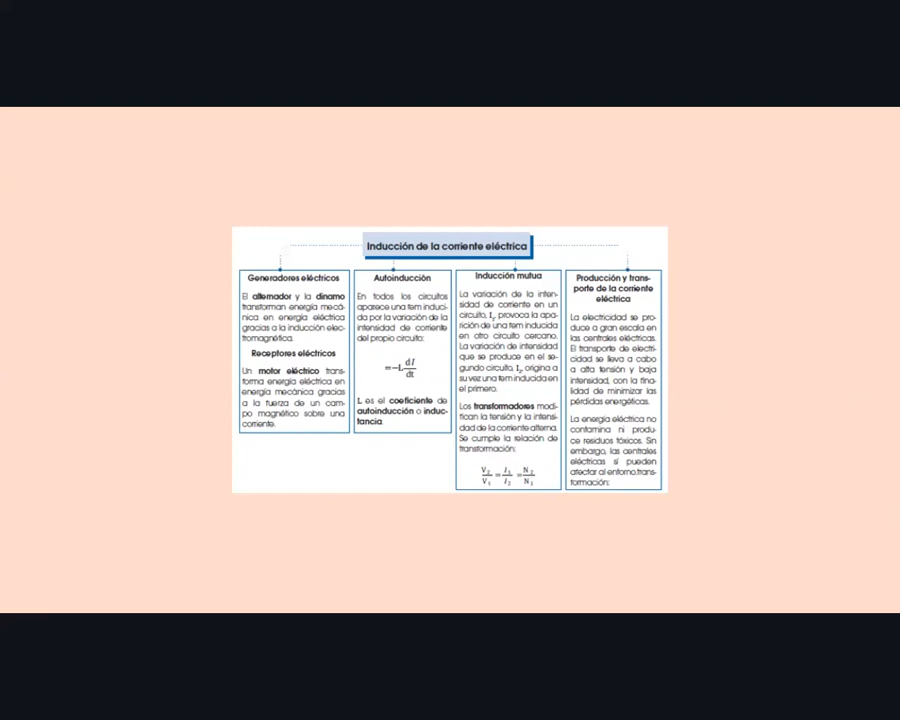 Inducción de la corriente eléctrica
Generadores eléctricos
El alternador y la dinamo
transforman energía mecá-
nica en energía eléctrica
gracias a la inducción elec-
tromagnética.
Receptores eléctricos
Un motor eléctrico trans-
forma energía eléctrica en
energía mecánica gracias
a la fuerza de un cam-
po magnético sobre una
corriente.
Autoinducción
En todos los circuitos
aparece una fem induci-
da por la variación de la
intensidad de corriente
del propio circuito:
=-L dI/dt
L es el coeficiente de
autoinducción o induc-
tancia.
Inducción mutua
La variación de la inten-
sidad de corriente en un
circuito, I₁, provoca la apa-
rición de una fem inducida
en otro circuito cercano.
La variación de intensidad
que se produce en el se-
gundo circuito, I₂, origina a
su vez una fem inducida en
el primero.
Los transformadores modi-
fican la tensión y la intensi-
dad de la corriente alterna.
Se cumple la relación de
transformación:
V₂/V₁ = I₁/I₂ = N₂/N₁
Producción y trans-
porte de la corriente
eléctrica
La electricidad se pro-
duce a gran escala en
las centrales eléctricas.
El transporte de electri-
cidad se lleva a cabo
a alta tensión y baja
intensidad, con la fina-
lidad de minimizar las
pérdidas energéticas.
La energía eléctrica no
contamina ni produ-
ce residuos tóxicos. Sin
embargo, las centrales
eléctricas sí pueden
afectar al entorno.trans-
formación: